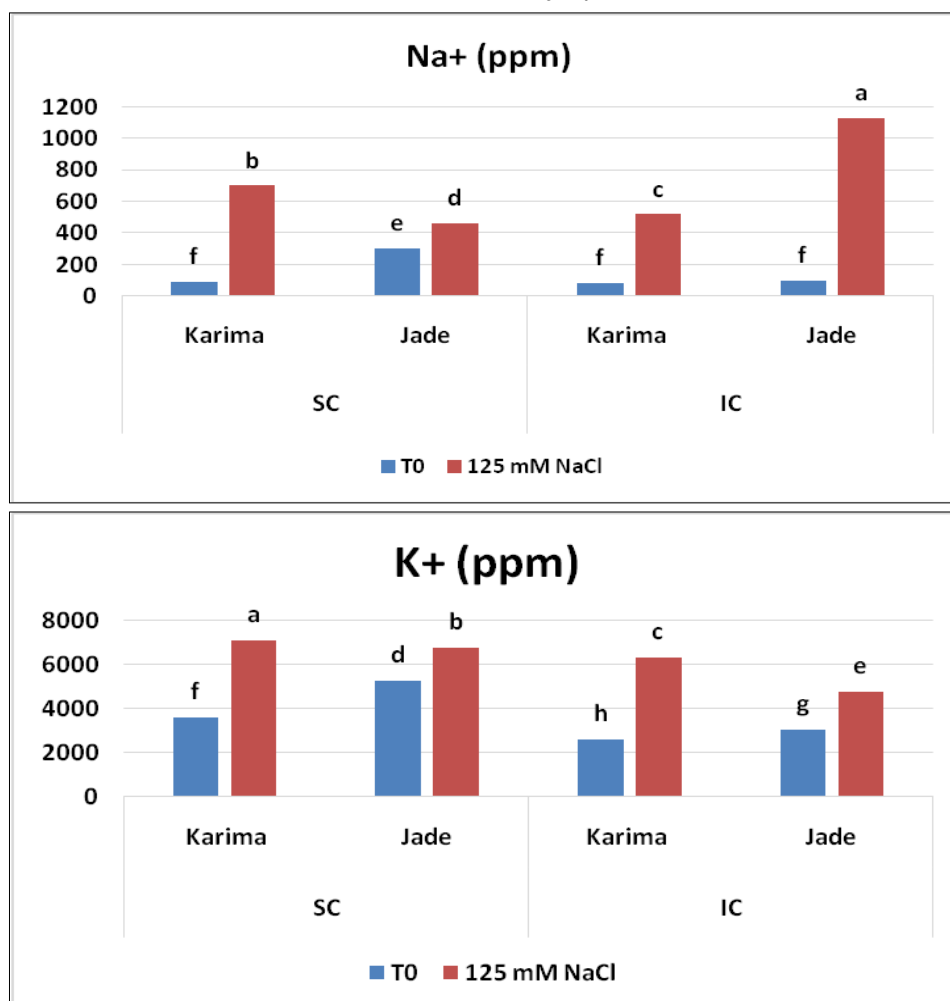 Na+ (ppm)
1200
1000
800
600
400
200
0
b
f
e
d
c
f
a
f
Karima Jade Karima Jade
SC IC
T0 125 mM NaCl
K+ (ppm)
8000
6000
4000
2000
0
a
f
d
b
c
h
g
e
Karima Jade Karima Jade
SC IC
T0 125 mM NaCl